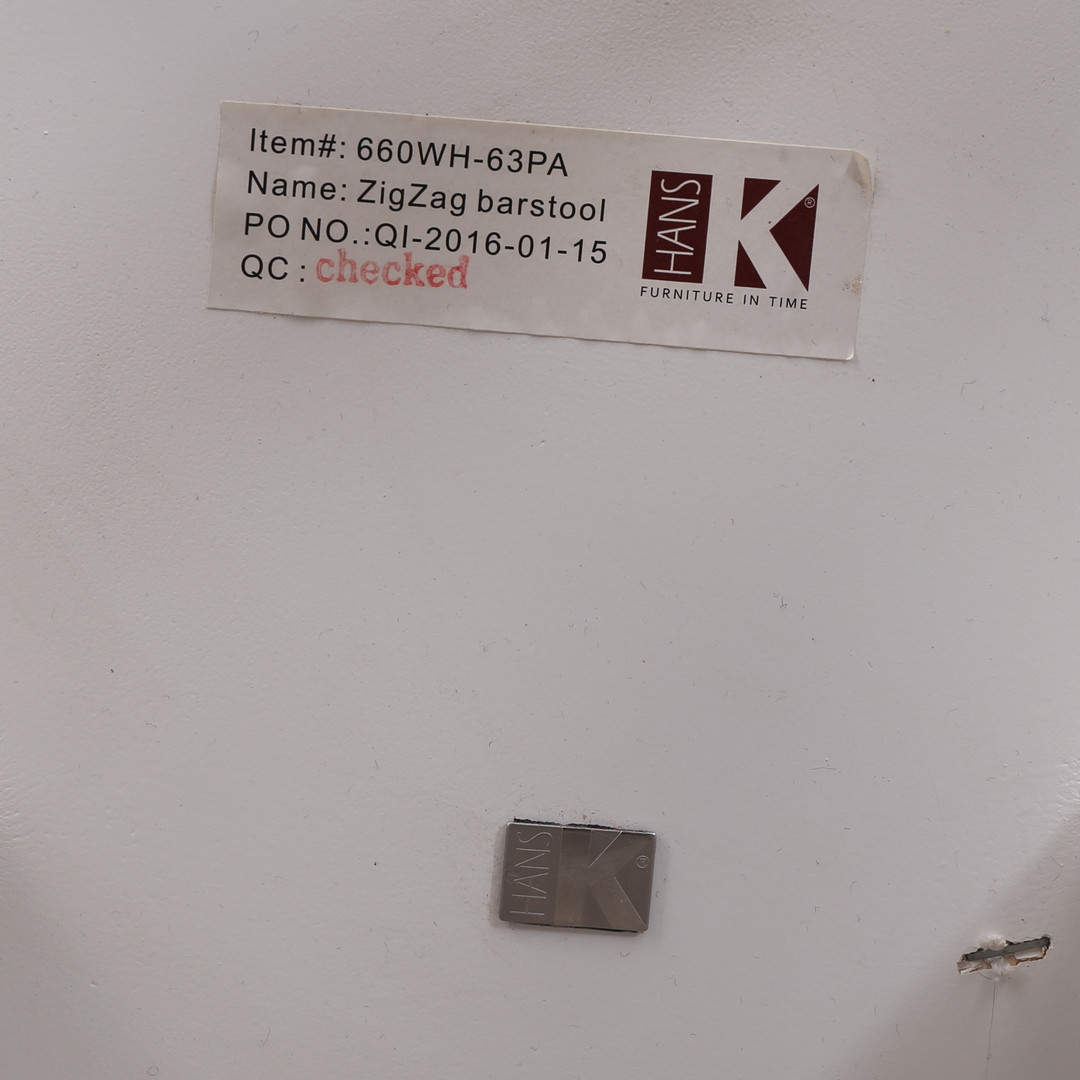 Item#: 660WH-63PA
Name: ZigZag barstool
PO NO.:QI-2016-01-15
QC : checked
HANS K ®
FURNITURE IN TIME
HANS K ®